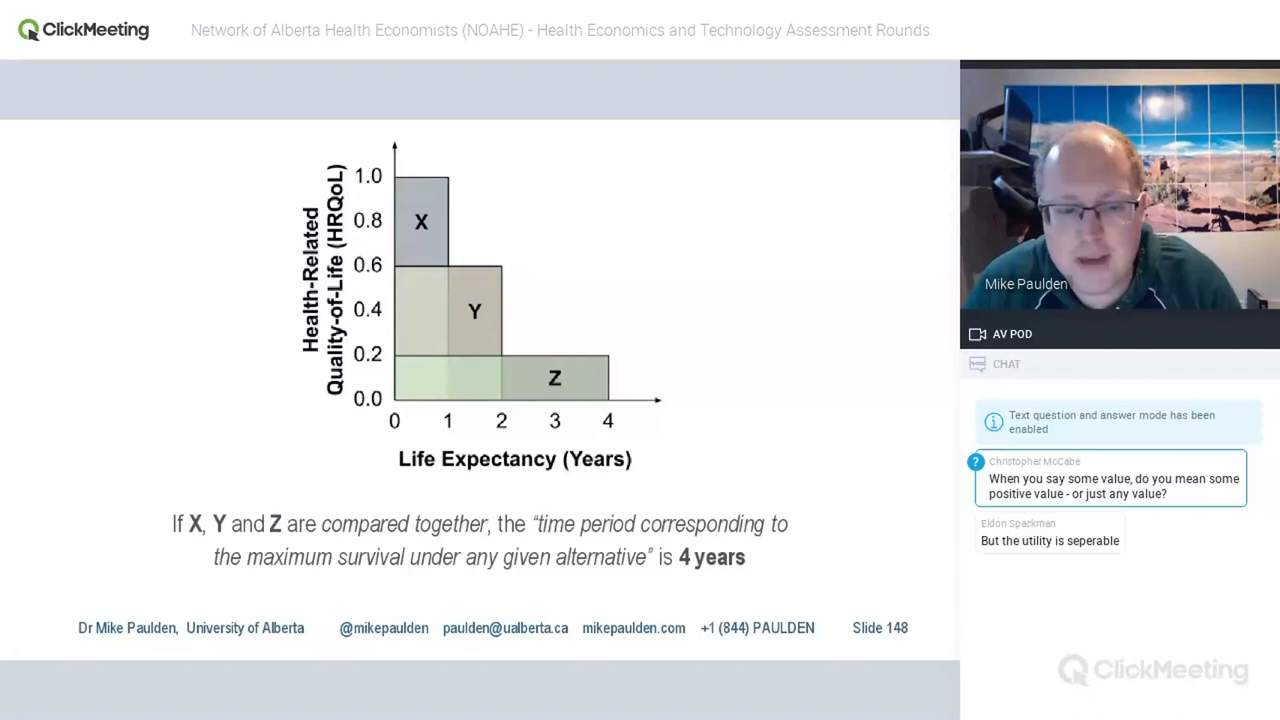 ClickMeeting
Network of Alberta Health Economists (NOAHE) - Health Economics and Technology Assessment Rounds
Health-Related
Quality-of-Life (HRQoL)
1.0
0.8
0.6
0.4
0.2
0.0
X
Y
Z
0 1 2 3 4
Life Expectancy (Years)
If X, Y and Z are compared together, the “time period corresponding to
the maximum survival under any given alternative” is 4 years
Dr Mike Paulden, University of Alberta @mikepaulden paulden@ualberta.ca mikepaulden.com +1 (844) PAULDEN Slide 148
Mike Paulden
AV POD
CHAT
Text question and answer mode has been
enabled
?
Christopher McCabe
When you say some value, do you mean some
positive value - or just any value?
Eldon Spackman
But the utility is seperable
ClickMeeting